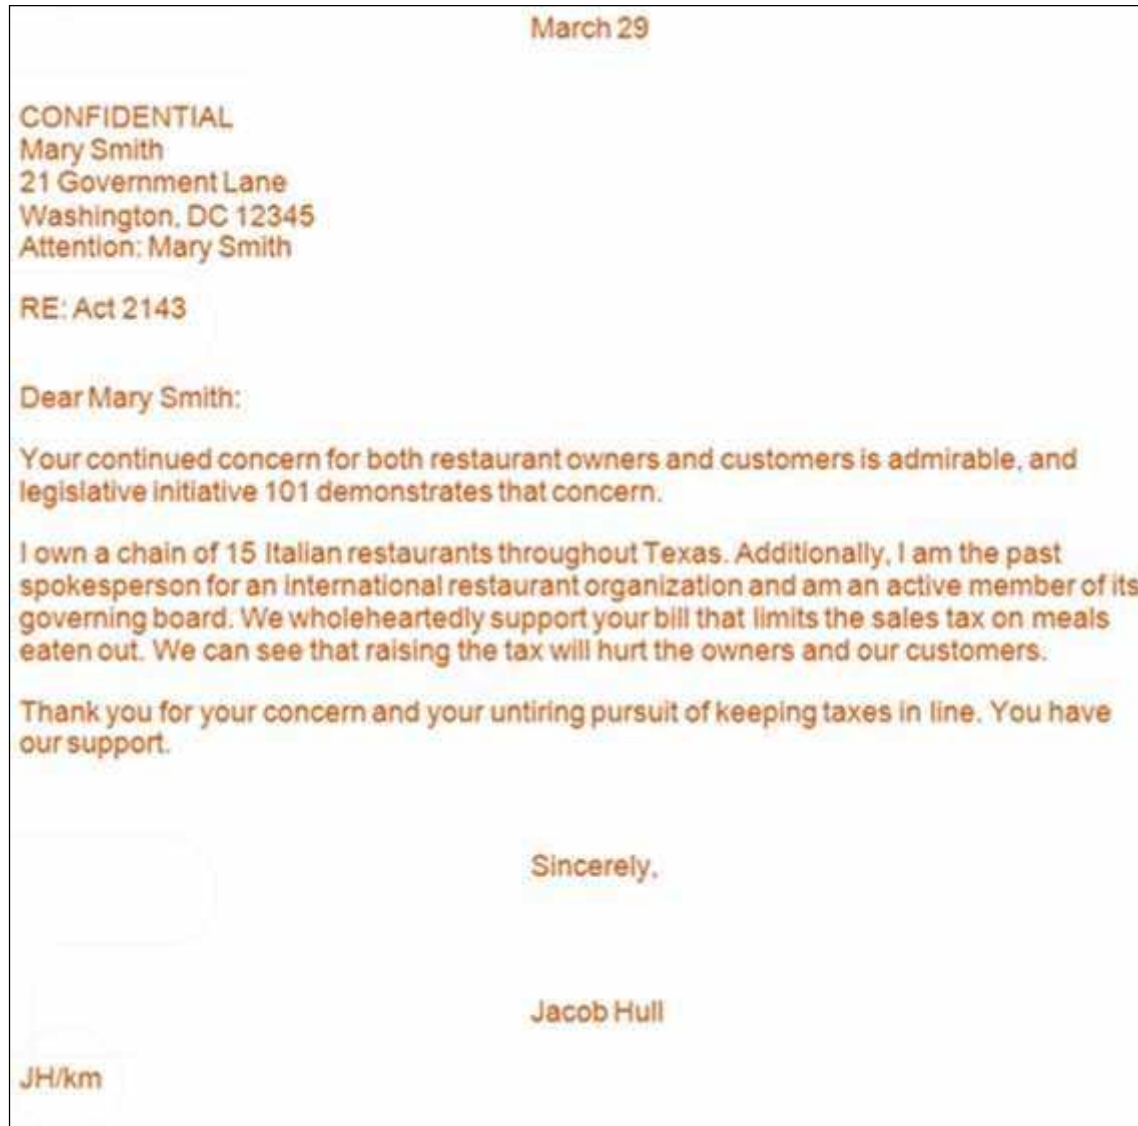 March 29
CONFIDENTIAL
Mary Smith
21 Government Lane
Washington, DC 12345
Attention: Mary Smith
RE: Act 2143
Dear Mary Smith:
Your continued concern for both restaurant owners and customers is admirable, and
legislative initiative 101 demonstrates that concern.
I own a chain of 15 Italian restaurants throughout Texas. Additionally, I am the past
spokesperson for an international restaurant organization and am an active member of its
governing board. We wholeheartedly support your bill that limits the sales tax on meals
eaten out. We can see that raising the tax will hurt the owners and our customers.
Thank you for your concern and your untiring pursuit of keeping taxes in line. You have
our support.
Sincerely,
Jacob Hull
JH/km